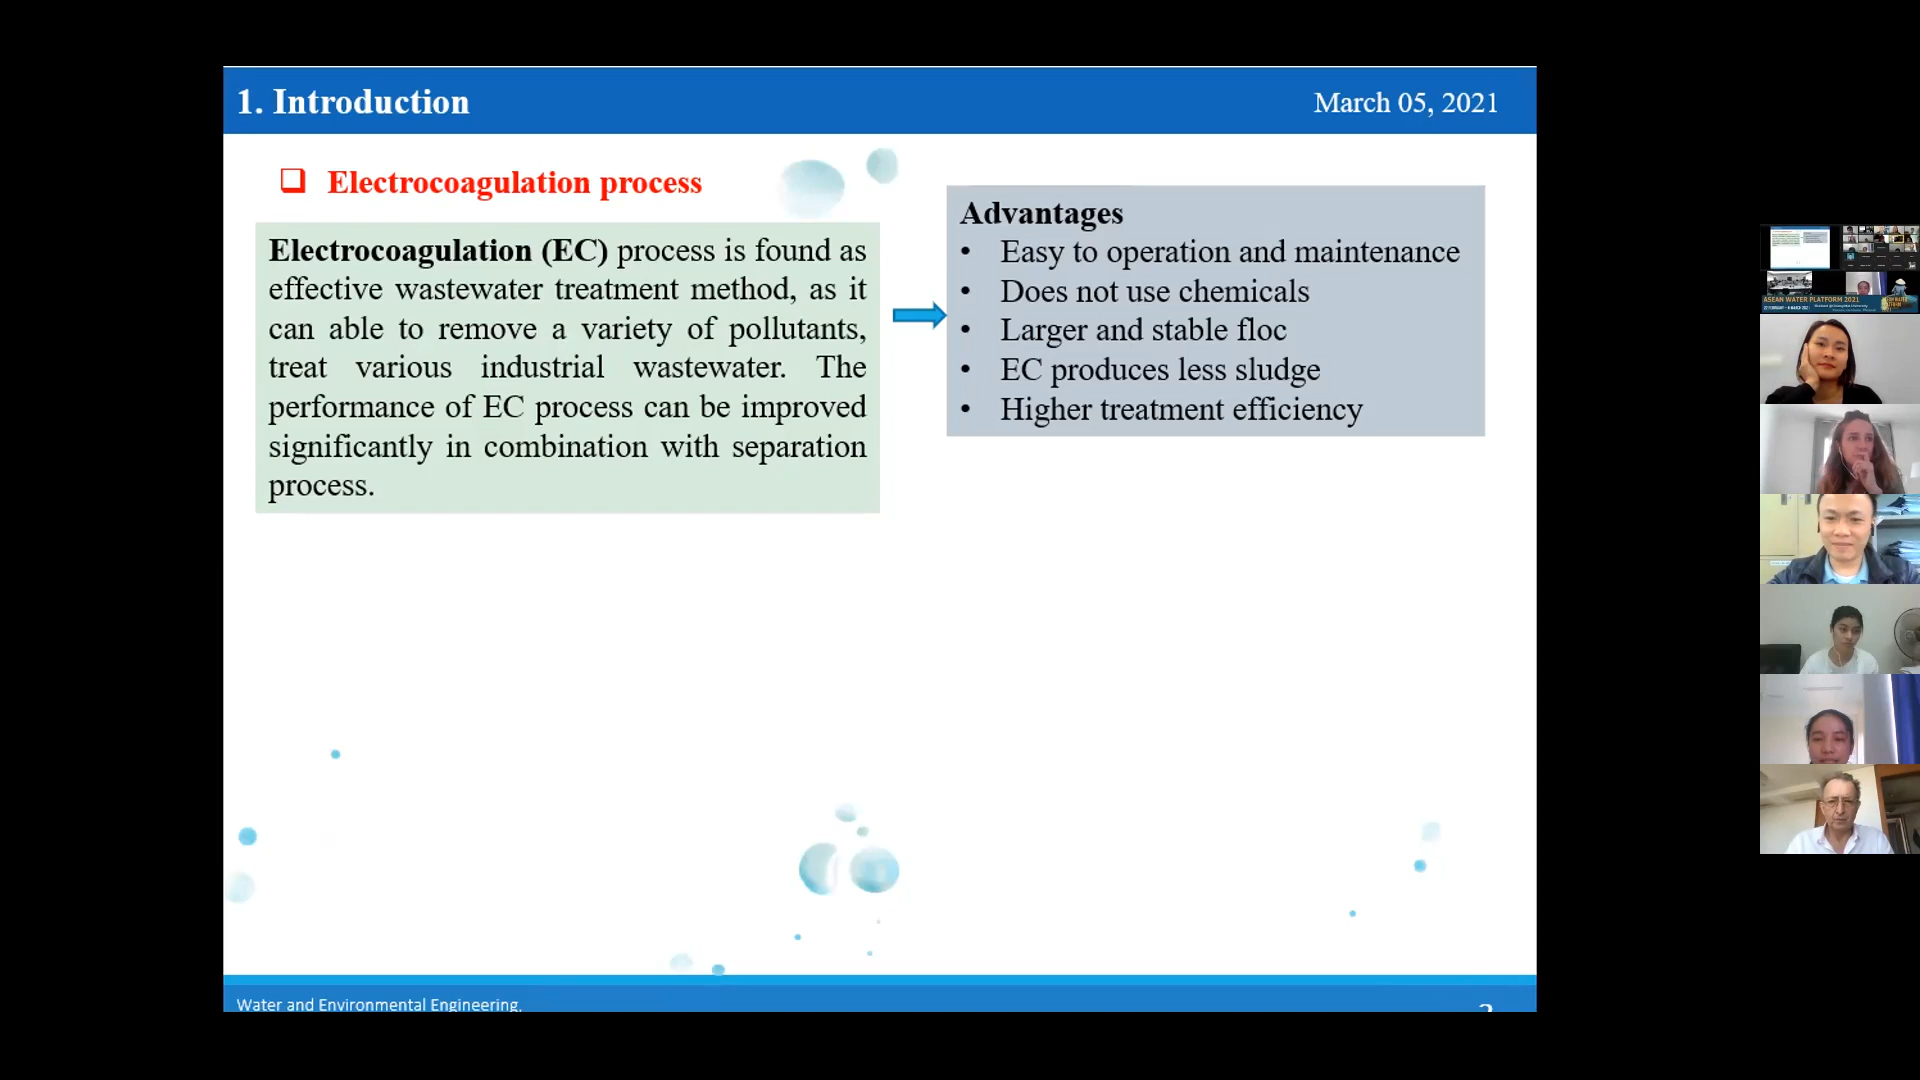 1. Introduction
March 05, 2021
Electrocoagulation process
Electrocoagulation (EC) process is found as
effective wastewater treatment method, as it
can able to remove a variety of pollutants,
treat various industrial wastewater. The
performance of EC process can be improved
significantly in combination with separation
process.
Advantages
• Easy to operation and maintenance
• Does not use chemicals
• Larger and stable floc
• EC produces less sludge
• Higher treatment efficiency
Water and Environmental Engineering,
ASEAN WATER PLATFORM 2021